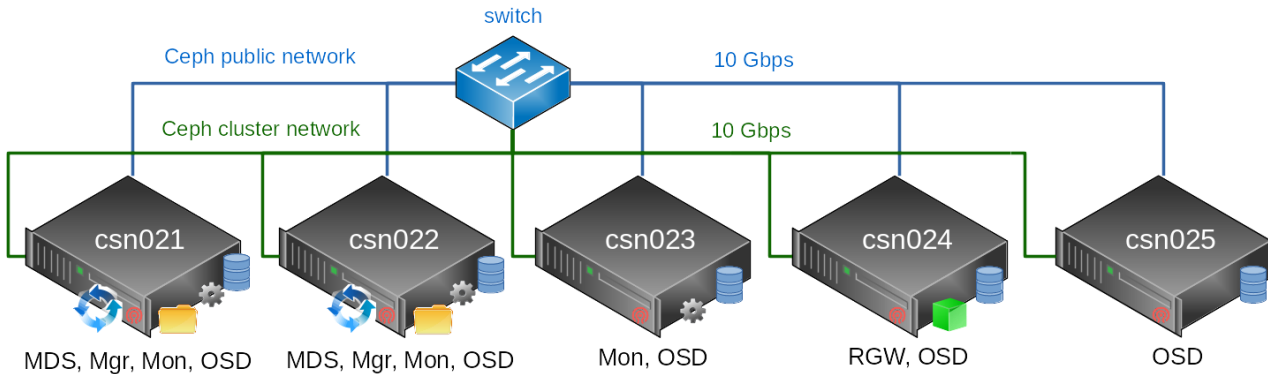 switch
Ceph public network
10 Gbps
Ceph cluster network
10 Gbps
csn021
csn022
csn023
csn024
csn025
MDS, Mgr, Mon, OSD
MDS, Mgr, Mon, OSD
Mon, OSD
RGW, OSD
OSD